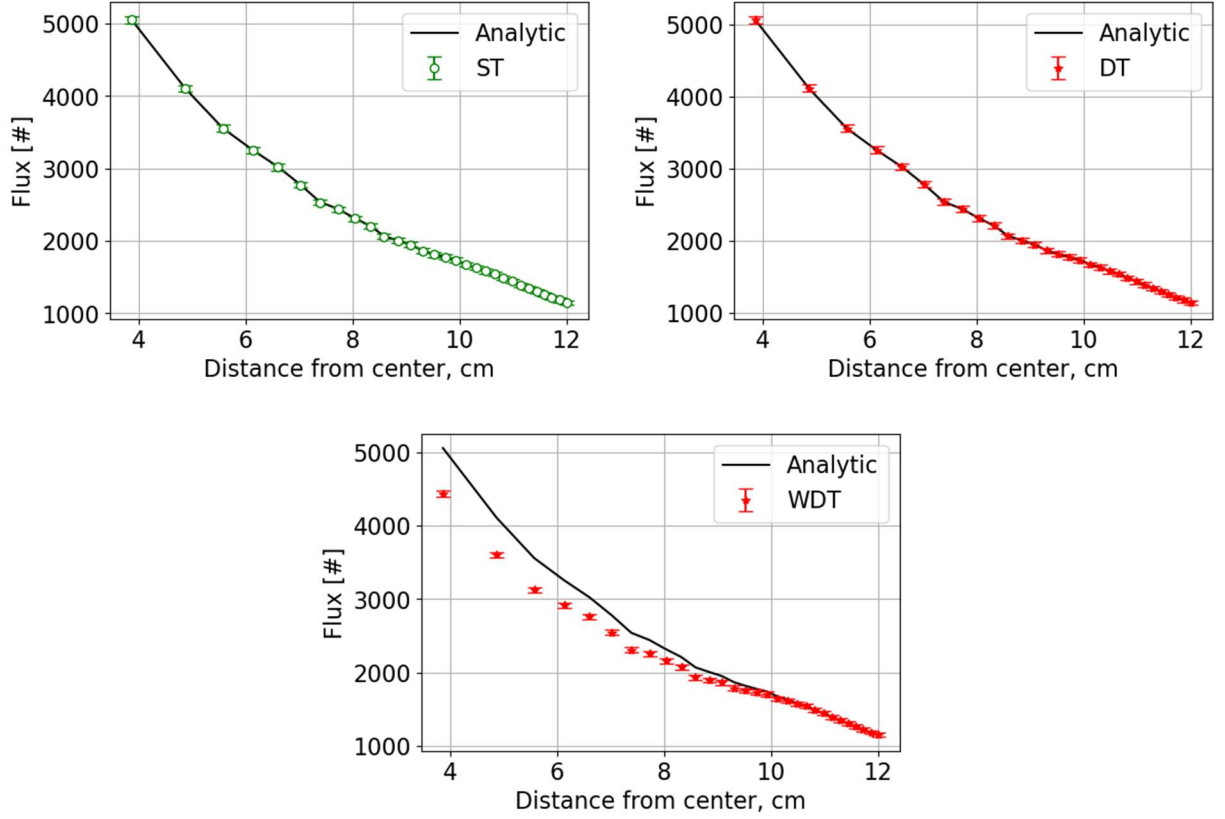 5000
4000
3000
2000
1000
Flux [#]
Analytic
ST
4 6 8 10 12
Distance from center, cm
5000
4000
3000
2000
1000
Flux [#]
Analytic
DT
4 6 8 10 12
Distance from center, cm
5000
4000
3000
2000
1000
Flux [#]
Analytic
WDT
4 6 8 10 12
Distance from center, cm